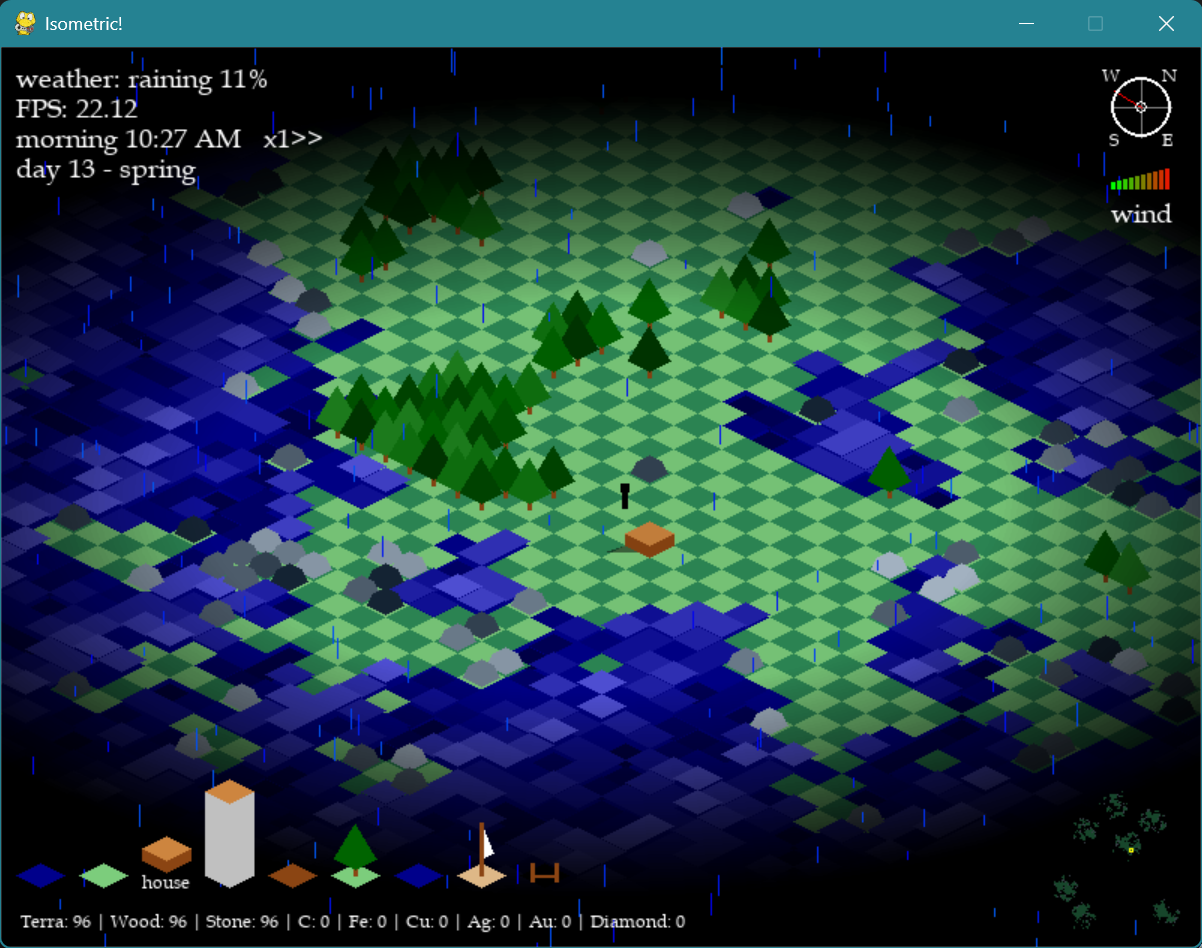 Isometric!
weather: raining 11%
FPS: 22.12
morning 10:27 AM x1>>
day 13 - spring
W N
S E
wind
house
Terra: 96 | Wood: 96 | Stone: 96 | C: 0 | Fe: 0 | Cu: 0 | Ag: 0 | Au: 0 | Diamond: 0